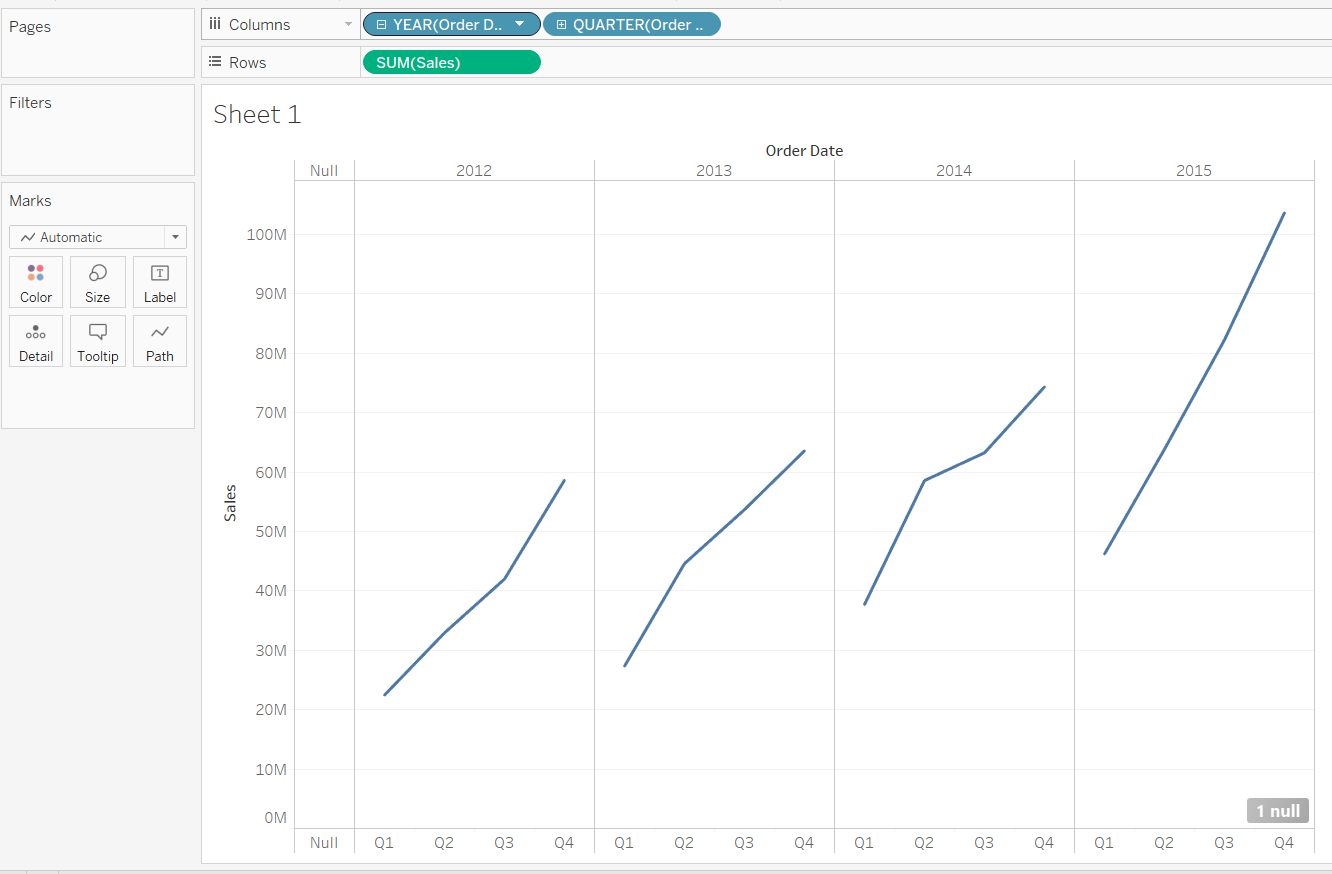 Pages
Columns
YEAR(Order D..
QUARTER(Order ..
Rows
SUM(Sales)
Filters
Marks
Automatic
Color
Size
Label
Detail
Tooltip
Path
Sheet 1
Order Date
Null
2012
2013
2014
2015
Sales
100M
90M
80M
70M
60M
50M
40M
30M
20M
10M
0M
1 null
Null
Q1
Q2
Q3
Q4
Q1
Q2
Q3
Q4
Q1
Q2
Q3
Q4
Q1
Q2
Q3
Q4